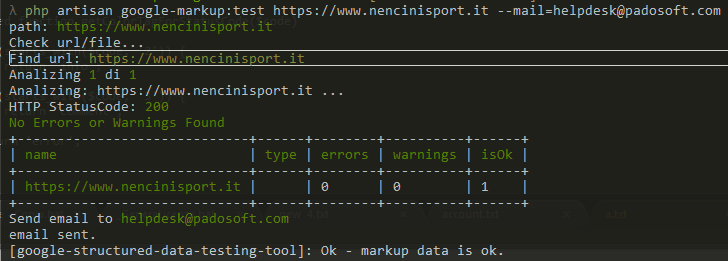 λ php artisan google-markup:test https://www.nencinisport.it --mail=helpdesk@padosoft.com
path: https://www.nencinisport.it
Check url/file...
Find url: https://www.nencinisport.it
Analizing 1 di 1
Analizing: https://www.nencinisport.it ...
HTTP StatusCode: 200
No Errors or Warnings Found
+-----------------------------+------+--------+----------+------+
| name | type | errors | warnings | isOk |
+-----------------------------+------+--------+----------+------+
| https://www.nencinisport.it | | 0 | 0 | 1 |
+-----------------------------+------+--------+----------+------+
Send email to helpdesk@padosoft.com
email sent.
[google-structured-data-testing-tool]: Ok - markup data is ok.